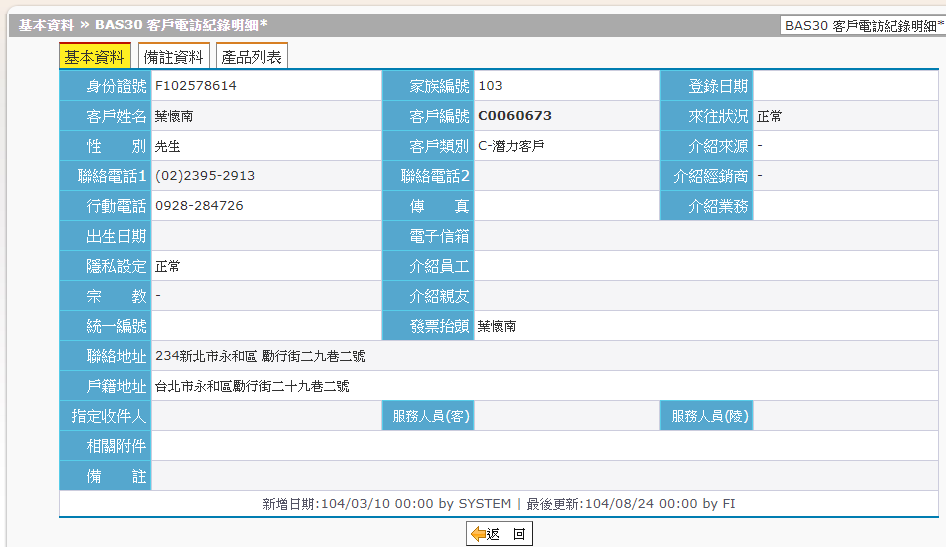 基本資料 » BAS30 客戶電訪紀錄明細*
BAS30 客戶電訪紀錄明細*
基本資料 備註資料 產品列表
身份證號 F102578614 家族編號 103 登錄日期
客戶姓名 葉懷南 客戶編號 C0060673 來往狀況 正常
性 別 先生 客戶類別 C-潛力客戶 介紹來源 -
聯絡電話1 (02)2395-2913 聯絡電話2 介紹經銷商 -
行動電話 0928-284726 傳 真 介紹業務
出生日期 電子信箱
隱私設定 正常 介紹員工
宗 教 - 介紹親友
統一編號 發票抬頭 葉懷南
聯絡地址 234新北市永和區 勵行街二九巷二號
戶籍地址 台北市永和區勵行街二十九巷二號
指定收件人 服務人員(客) 服務人員(陵)
相關附件
備 註
新增日期:104/03/10 00:00 by SYSTEM | 最後更新:104/08/24 00:00 by FI
返 回